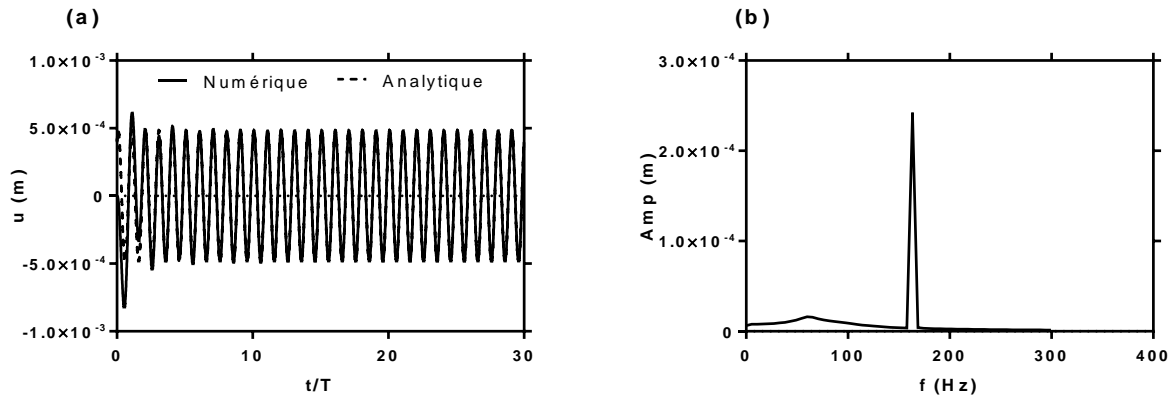 (a)
1.0×10⁻³
5.0×10⁻⁴
0
-5.0×10⁻⁴
-1.0×10⁻³
u (m)
Numérique
Analytique
0 10 20 30
t/T
(b)
3.0×10⁻⁴
2.0×10⁻⁴
1.0×10⁻⁴
0
Amp (m)
0 100 200 300 400
f (Hz)